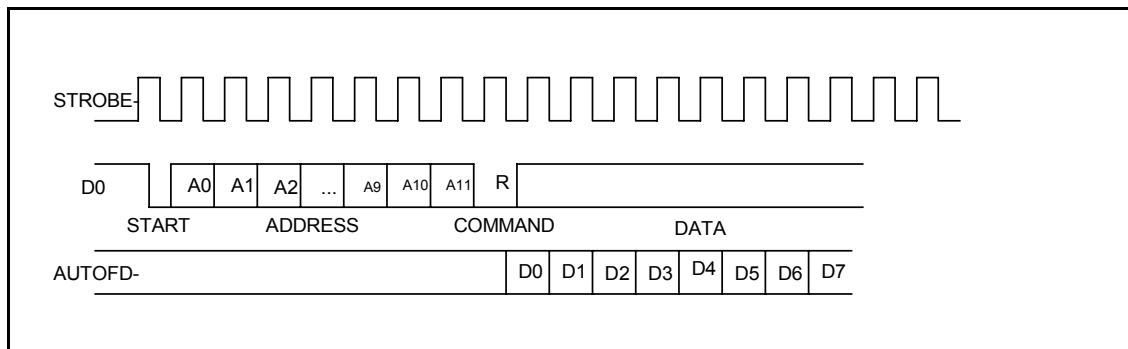 STROBE-
D0 A0 A1 A2 ... A9 A10 A11 R
START ADDRESS COMMAND DATA
AUTOFD- D0 D1 D2 D3 D4 D5 D6 D7